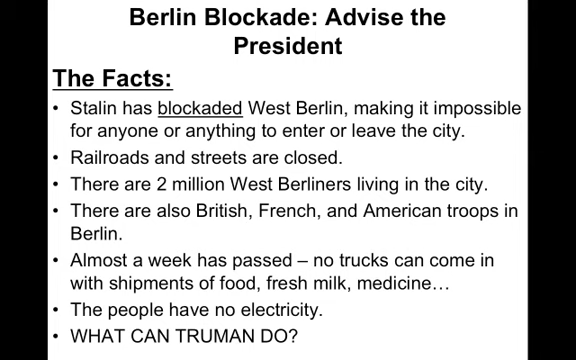 Berlin Blockade: Advise the
President
The Facts:
• Stalin has blockaded West Berlin, making it impossible
for anyone or anything to enter or leave the city.
• Railroads and streets are closed.
• There are 2 million West Berliners living in the city.
• There are also British, French, and American troops in
Berlin.
• Almost a week has passed – no trucks can come in
with shipments of food, fresh milk, medicine…
• The people have no electricity.
• WHAT CAN TRUMAN DO?